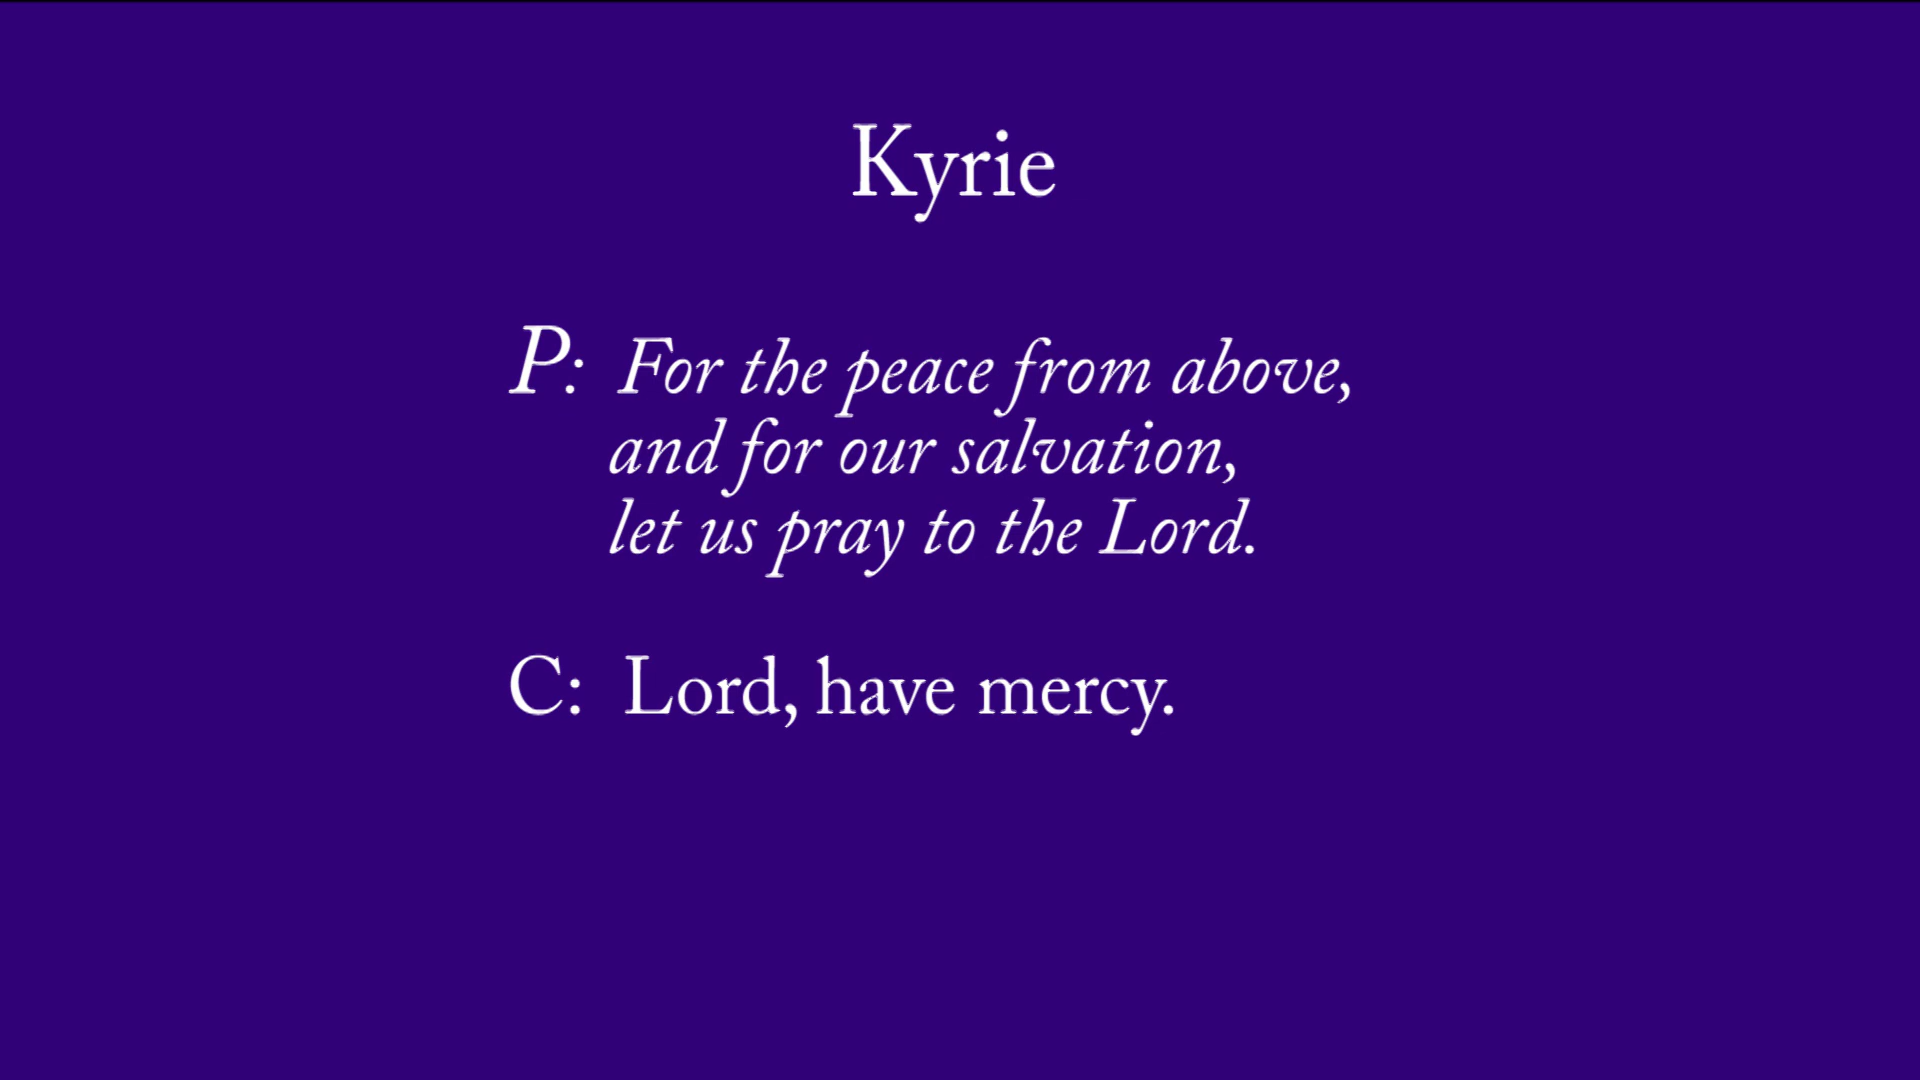 Kyrie
P: For the peace from above,
and for our salvation,
let us pray to the Lord.
C: Lord, have mercy.